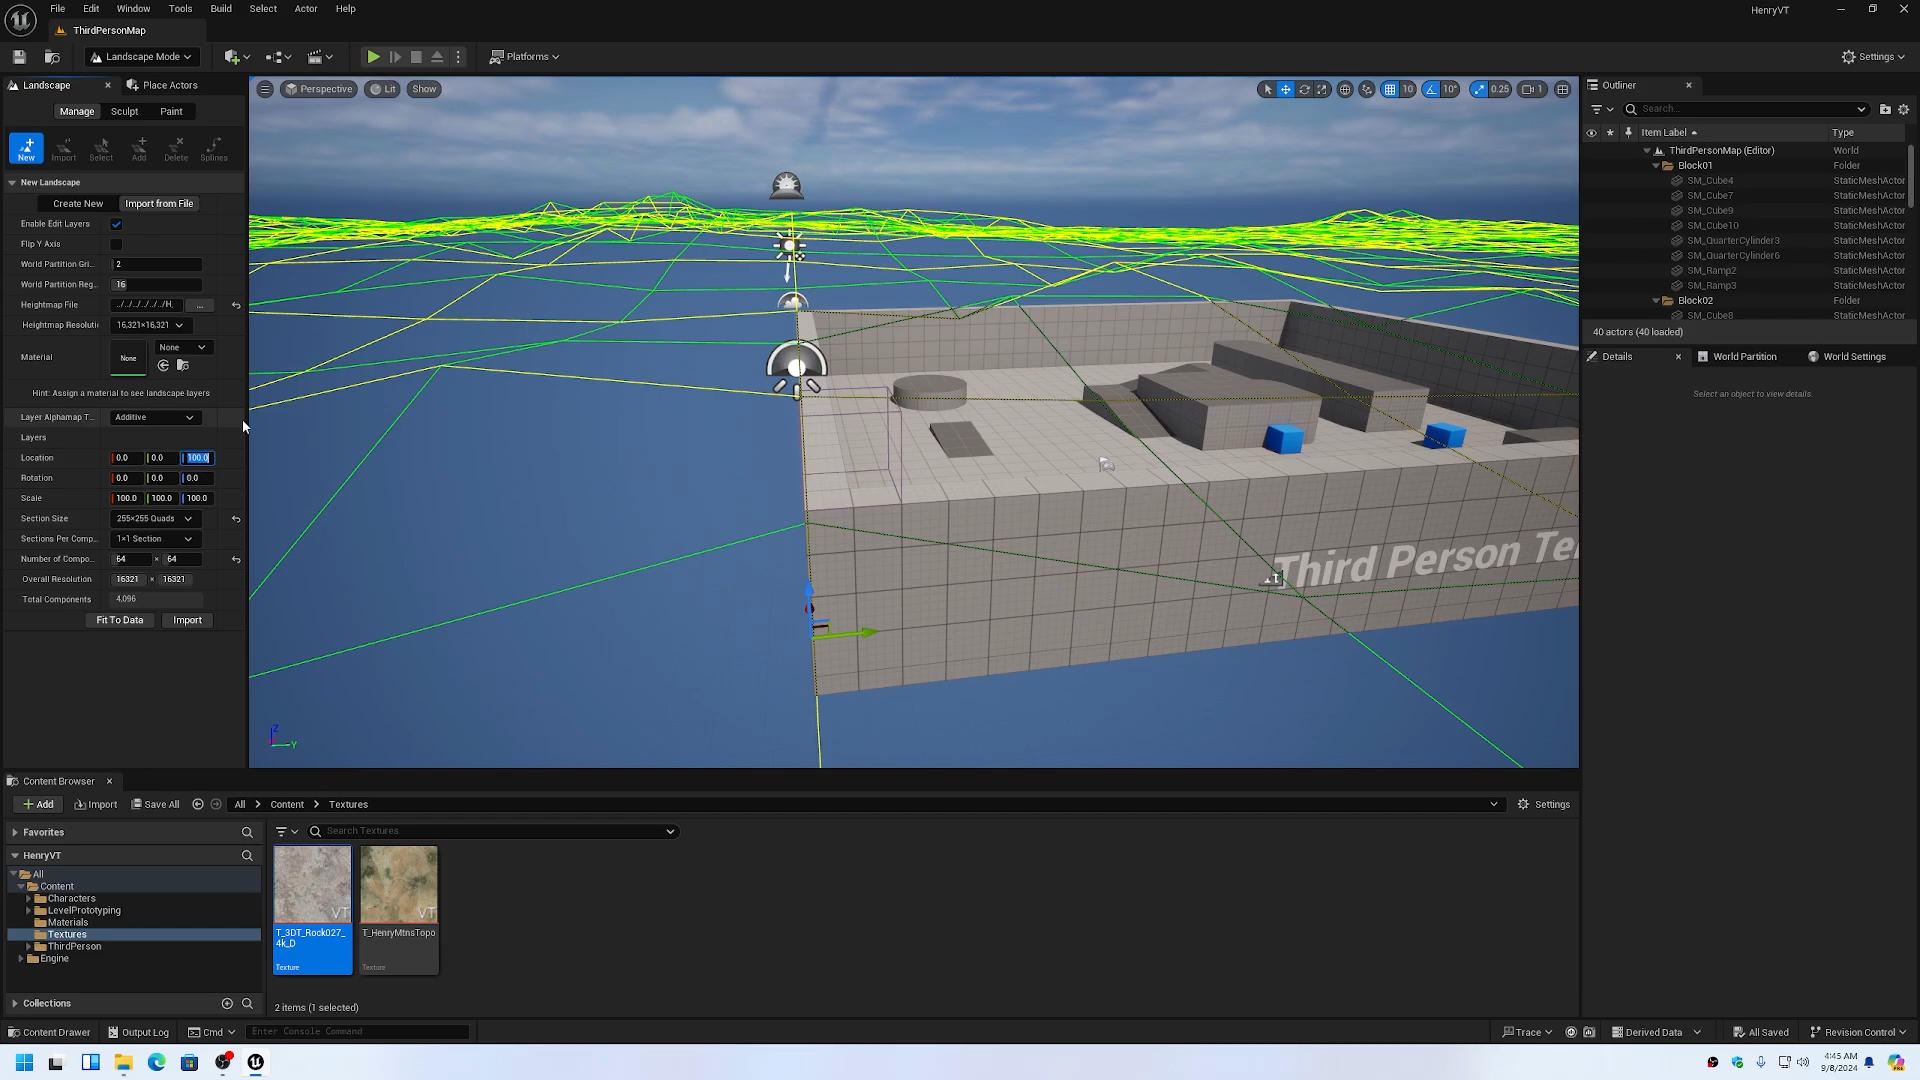 File Edit Window Tools Build Select Actor Help
HenryVT
ThirdPersonMap
Landscape Mode
Platforms
Settings
Landscape
Place Actors
Manage Sculpt Paint
New Import Select Add Delete Splines
New Landscape
Create New Import from File
Enable Edit Layers
Flip Y Axis
World Partition Gri... 2
World Partition Reg... 16
Heightmap File ../../../../../../H, ...
Heightmap Resoluti 16,321×16,321
Material None None
Hint: Assign a material to see landscape layers
Layer Alphamap T... Additive
Layers
Location 0.0 0.0 100.0
Rotation 0.0 0.0 0.0
Scale 100.0 100.0 100.0
Section Size 255×255 Quads
Sections Per Comp... 1×1 Section
Number of Compo... 64 × 64
Overall Resolution 16321 × 16321
Total Components 4,096
Fit To Data Import
Perspective Lit Show
10 10° 0.25 1
Third Person Te
Z
Y
Outliner
Search...
Item Label Type
ThirdPersonMap (Editor) World
Block01 Folder
SM_Cube4 StaticMeshActor
SM_Cube7 StaticMeshActor
SM_Cube9 StaticMeshActor
SM_Cube10 StaticMeshActor
SM_QuarterCylinder3 StaticMeshActor
SM_QuarterCylinder6 StaticMeshActor
SM_Ramp2 StaticMeshActor
SM_Ramp3 StaticMeshActor
Block02 Folder
SM_Cube8 StaticMeshActor
40 actors (40 loaded)
Details World Partition World Settings
Select an object to view details.
Content Browser
Add Import Save All All > Content > Textures
Settings
Favorites
HenryVT
All
Content
Characters
LevelPrototyping
Materials
Textures
ThirdPerson
Engine
Collections
Search Textures
VT VT
T_3DT_Rock027_
4k_D
Texture
T_HenryMtnsTopo
Texture
2 items (1 selected)
Content Drawer Output Log Cmd Enter Console Command
Trace Derived Data All Saved Revision Control
4:45 AM
9/8/2024